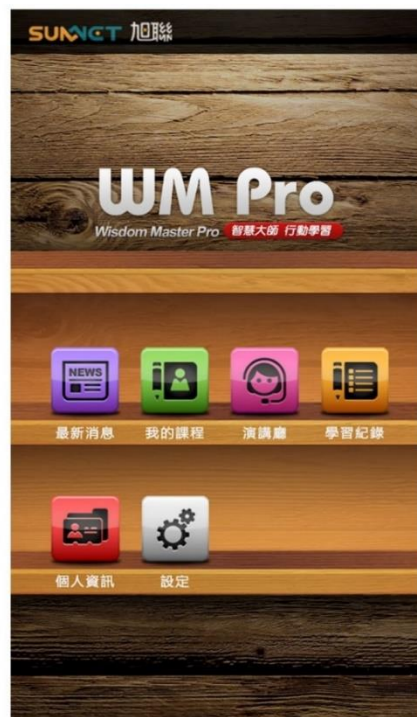 SUNNET 旭聯
WM Pro
Wisdom Master Pro 智慧大師 行動學習
NEWS
最新消息 我的課程 演講廳 學習紀錄
個人資訊 設定